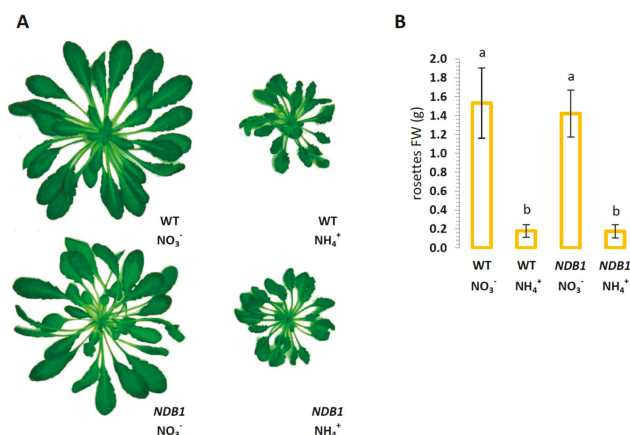 A
WT
NO₃⁻
WT
NH₄⁺
NDB1
NO₃⁻
NDB1
NH₄⁺
B
rosettes FW (g)
2.0
1.8
1.6
1.4
1.2
1.0
0.8
0.6
0.4
0.2
0.0
a
b
a
b
WT WT NDB1 NDB1
NO₃⁻ NH₄⁺ NO₃⁻ NH₄⁺